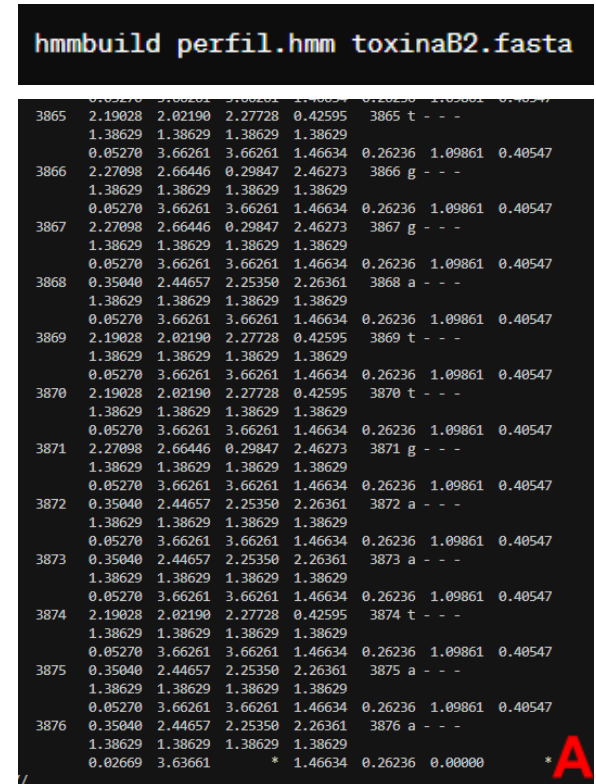 hmmbuild perfil.hmm toxinaB2.fasta
0.05270 3.66261 3.66261 1.46634 0.26236 1.09861 0.40547
3865 2.19028 2.02190 2.27728 0.42595 3865 t - - -
1.38629 1.38629 1.38629 1.38629
0.05270 3.66261 3.66261 1.46634 0.26236 1.09861 0.40547
3866 2.27098 2.66446 0.29847 2.46273 3866 g - - -
1.38629 1.38629 1.38629 1.38629
0.05270 3.66261 3.66261 1.46634 0.26236 1.09861 0.40547
3867 2.27098 2.66446 0.29847 2.46273 3867 g - - -
1.38629 1.38629 1.38629 1.38629
0.05270 3.66261 3.66261 1.46634 0.26236 1.09861 0.40547
3868 0.35040 2.44657 2.25350 2.26361 3868 a - - -
1.38629 1.38629 1.38629 1.38629
0.05270 3.66261 3.66261 1.46634 0.26236 1.09861 0.40547
3869 2.19028 2.02190 2.27728 0.42595 3869 t - - -
1.38629 1.38629 1.38629 1.38629
0.05270 3.66261 3.66261 1.46634 0.26236 1.09861 0.40547
3870 2.19028 2.02190 2.27728 0.42595 3870 t - - -
1.38629 1.38629 1.38629 1.38629
0.05270 3.66261 3.66261 1.46634 0.26236 1.09861 0.40547
3871 2.27098 2.66446 0.29847 2.46273 3871 g - - -
1.38629 1.38629 1.38629 1.38629
0.05270 3.66261 3.66261 1.46634 0.26236 1.09861 0.40547
3872 0.35040 2.44657 2.25350 2.26361 3872 a - - -
1.38629 1.38629 1.38629 1.38629
0.05270 3.66261 3.66261 1.46634 0.26236 1.09861 0.40547
3873 0.35040 2.44657 2.25350 2.26361 3873 a - - -
1.38629 1.38629 1.38629 1.38629
0.05270 3.66261 3.66261 1.46634 0.26236 1.09861 0.40547
3874 2.19028 2.02190 2.27728 0.42595 3874 t - - -
1.38629 1.38629 1.38629 1.38629
0.05270 3.66261 3.66261 1.46634 0.26236 1.09861 0.40547
3875 0.35040 2.44657 2.25350 2.26361 3875 a - - -
1.38629 1.38629 1.38629 1.38629
0.05270 3.66261 3.66261 1.46634 0.26236 1.09861 0.40547
3876 0.35040 2.44657 2.25350 2.26361 3876 a - - -
1.38629 1.38629 1.38629 1.38629
0.02669 3.63661 * 1.46634 0.26236 0.00000 *
//
A